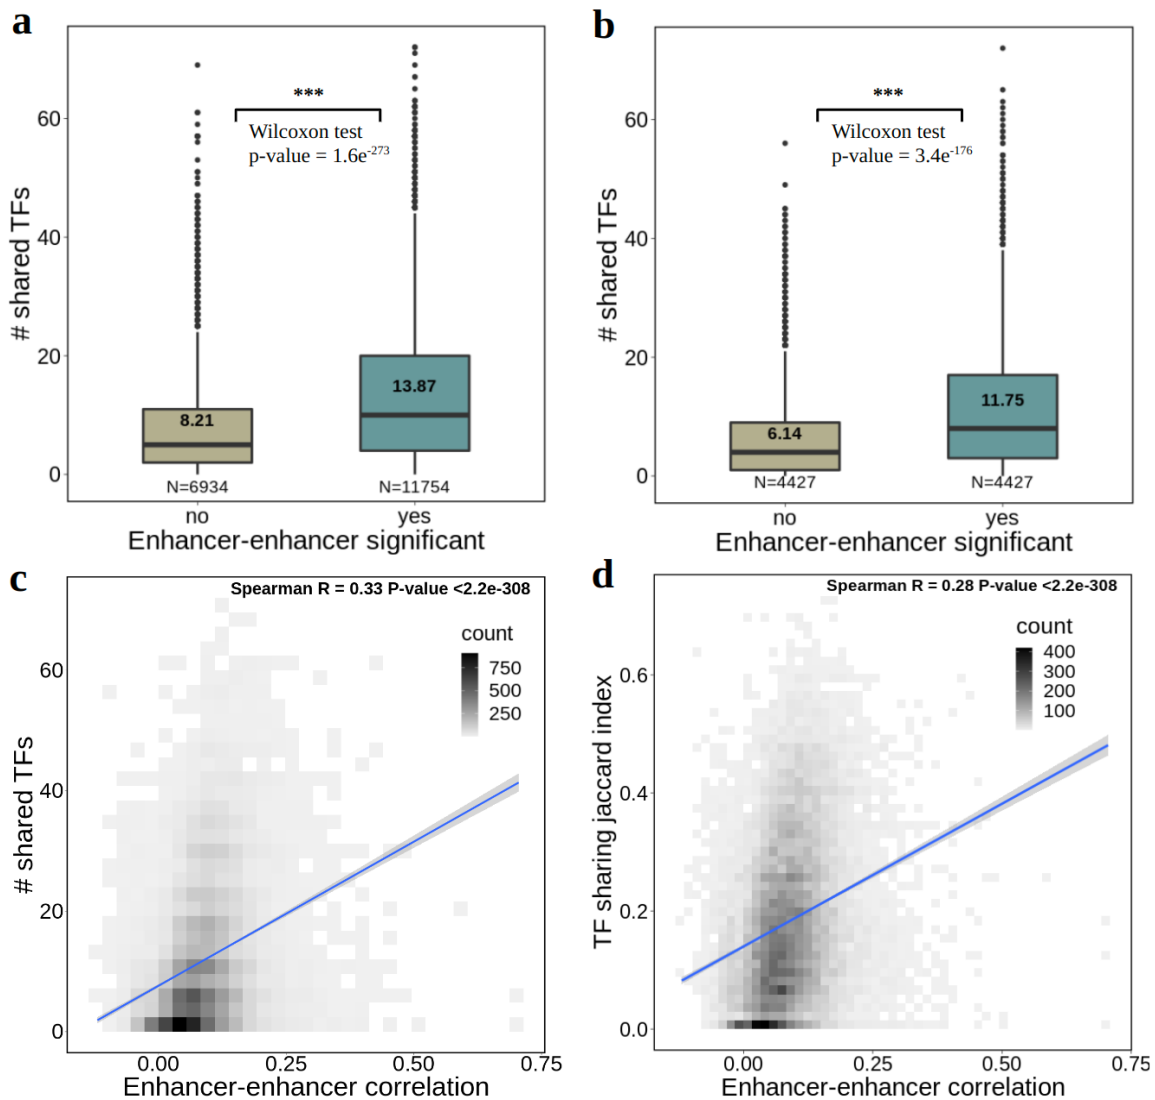 a
# shared TFs
60
40
20
0
***
Wilcoxon test
p-value = 1.6e-273
8.21
13.87
N=6934
N=11754
no
yes
Enhancer-enhancer significant
b
# shared TFs
60
40
20
0
***
Wilcoxon test
p-value = 3.4e-176
6.14
11.75
N=4427
N=4427
no
yes
Enhancer-enhancer significant
c
Spearman R = 0.33 P-value <2.2e-308
count
750
500
250
# shared TFs
60
40
20
0
0.00
0.25
0.50
0.75
Enhancer-enhancer correlation
d
Spearman R = 0.28 P-value <2.2e-308
count
400
300
200
100
TF sharing jaccard index
0.6
0.4
0.2
0.0
0.00
0.25
0.50
0.75
Enhancer-enhancer correlation